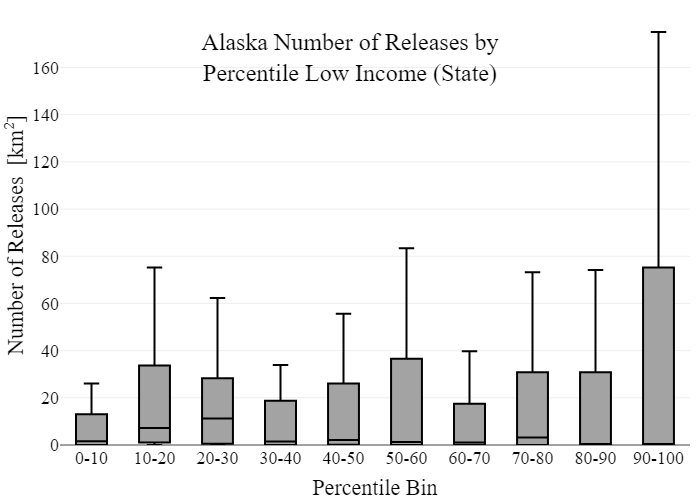 Alaska Number of Releases by
Percentile Low Income (State)
Number of Releases [km²]
160
140
120
100
80
60
40
20
0
0-10 10-20 20-30 30-40 40-50 50-60 60-70 70-80 80-90 90-100
Percentile Bin